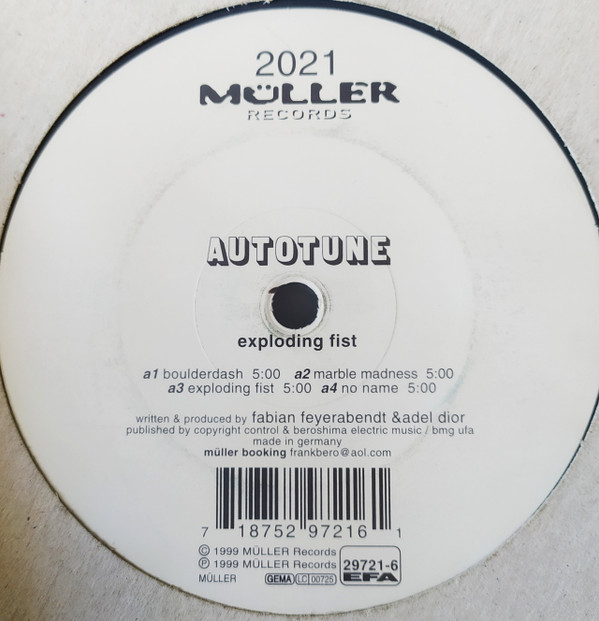 2021
MÜLLER
RECORDS
AUTOTUNE
exploding fist
a1 boulderdash 5:00 a2 marble madness 5:00
a3 exploding fist 5:00 a4 no name 5:00
written & produced by fabian feyerabendt &adel dior
published by copyright control & beroshima electric music / bmg ufa
made in germany
müller booking frankbero@aol.com
7 18752 97216 1
© 1999 MÜLLER Records
℗ 1999 MÜLLER Records
29721-6
MÜLLER GEMA LC 00725 EFA